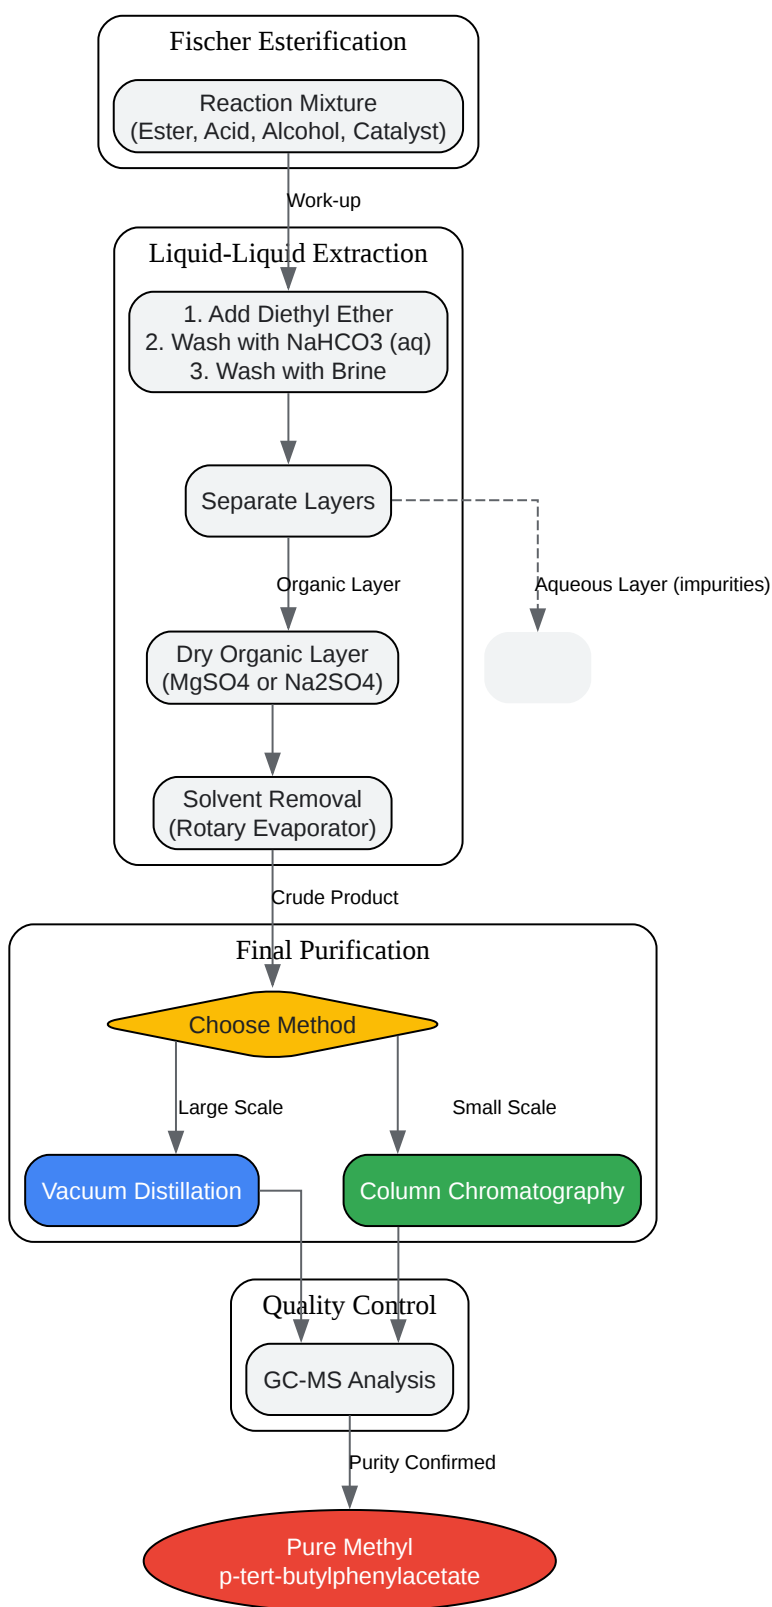 Fischer Esterification
Reaction Mixture
(Ester, Acid, Alcohol, Catalyst)
Work-up
Liquid-Liquid Extraction
1. Add Diethyl Ether
2. Wash with NaHCO3 (aq)
3. Wash with Brine
Separate Layers
Organic Layer
Aqueous Layer (impurities)
Dry Organic Layer
(MgSO4 or Na2SO4)
Solvent Removal
(Rotary Evaporator)
Crude Product
Final Purification
Choose Method
Large Scale
Small Scale
Vacuum Distillation
Column Chromatography
Quality Control
GC-MS Analysis
Purity Confirmed
Pure Methyl
p-tert-butylphenylacetate